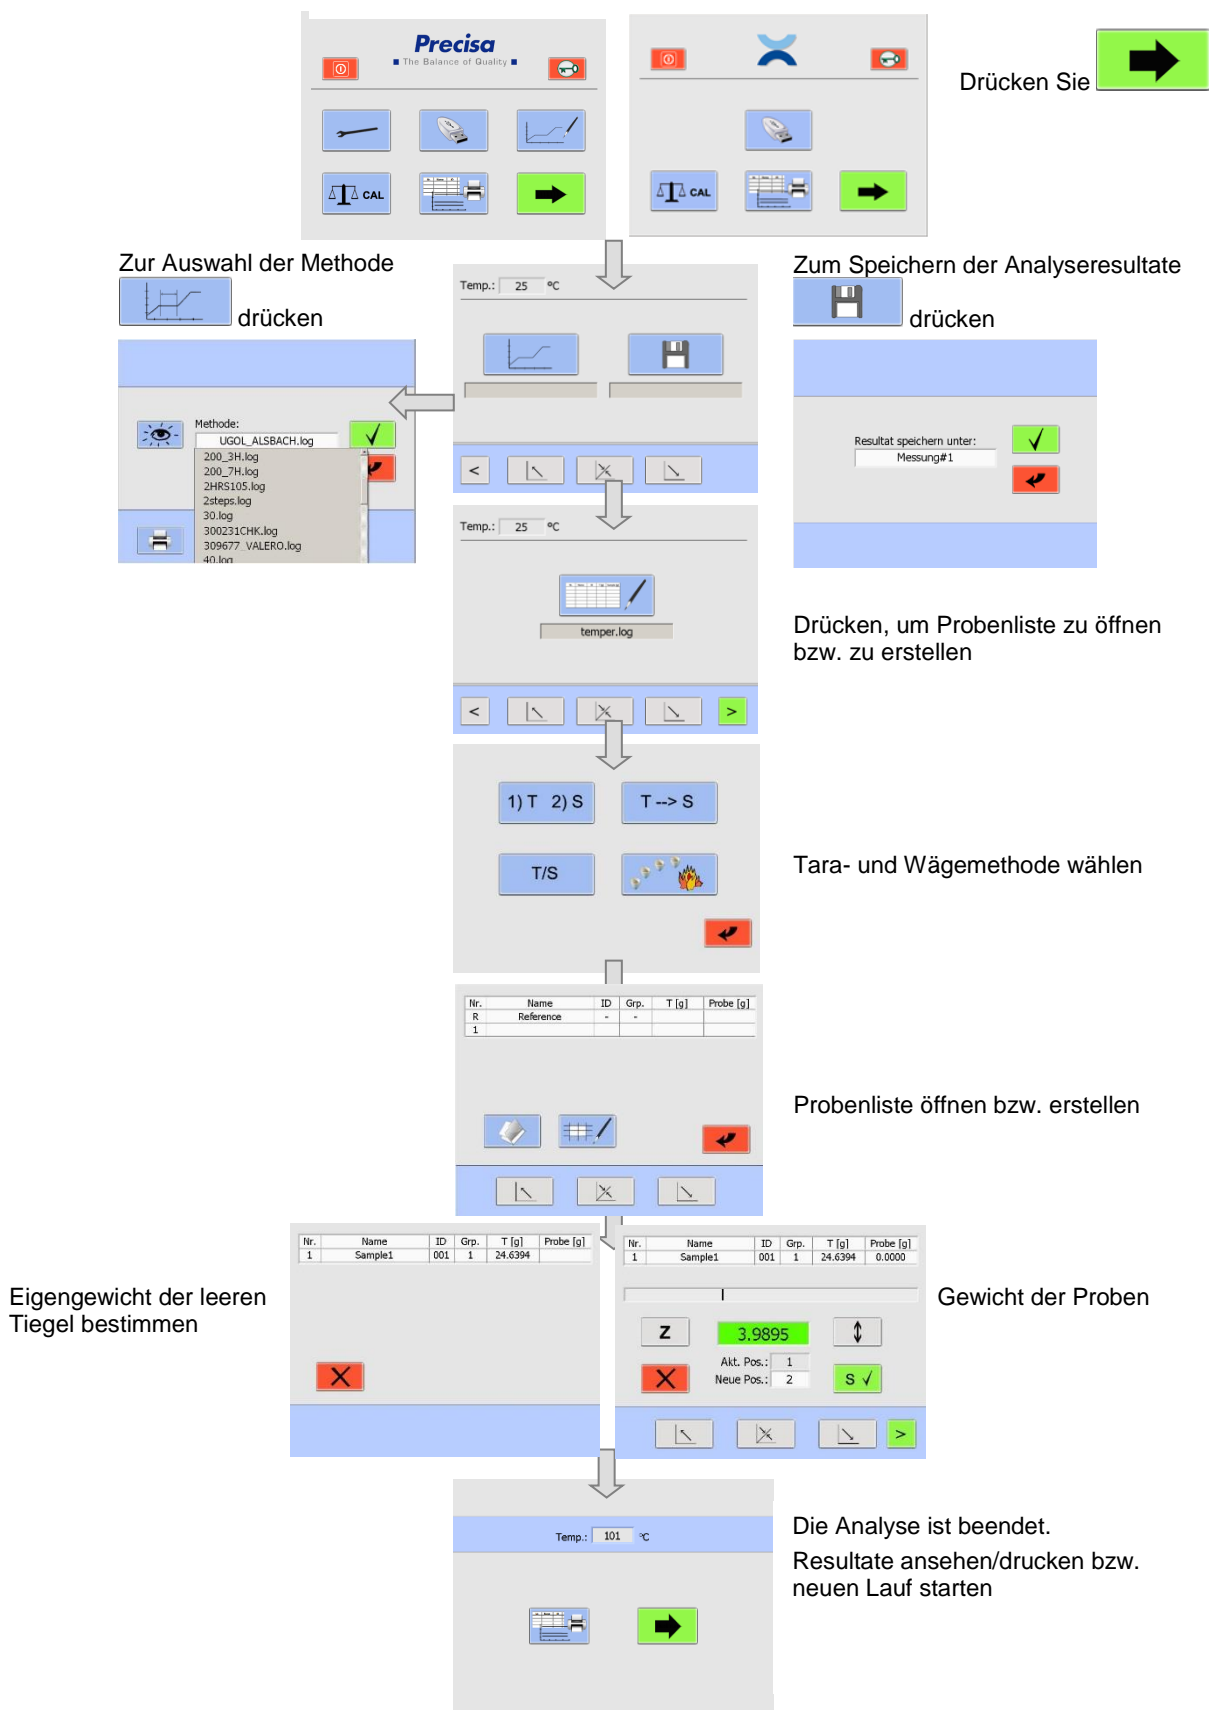 Precisa
The Balance of Quality
CAL
CAL
Drücken Sie
Zur Auswahl der Methode
drücken
Temp.: 25 °C
Zum Speichern der Analyseresultate
drücken
Methode:
UGOL_ALSBACH.log
200_3H.log
200_7H.log
2HRS105.log
2steps.log
30.log
300231CHK.log
309677_VALERO.log
40.log
<
Resultat speichern unter:
Messung#1
Temp.: 25 °C
temper.log
< >
Drücken, um Probenliste zu öffnen
bzw. zu erstellen
1) T 2) S
T --> S
T/S
Tara- und Wägemethode wählen
Nr. Name ID Grp. T [g] Probe [g]
R Reference - -
1
Probenliste öffnen bzw. erstellen
Eigengewicht der leeren
Tiegel bestimmen
Nr. Name ID Grp. T [g] Probe [g]
1 Sample1 001 1 24.6394
Nr. Name ID Grp. T [g] Probe [g]
1 Sample1 001 1 24.6394 0.0000
Z 3.9895
Akt. Pos.: 1
Neue Pos.: 2
S √
>
Gewicht der Proben
Temp.: 101 °C
Die Analyse ist beendet.
Resultate ansehen/drucken bzw.
neuen Lauf starten